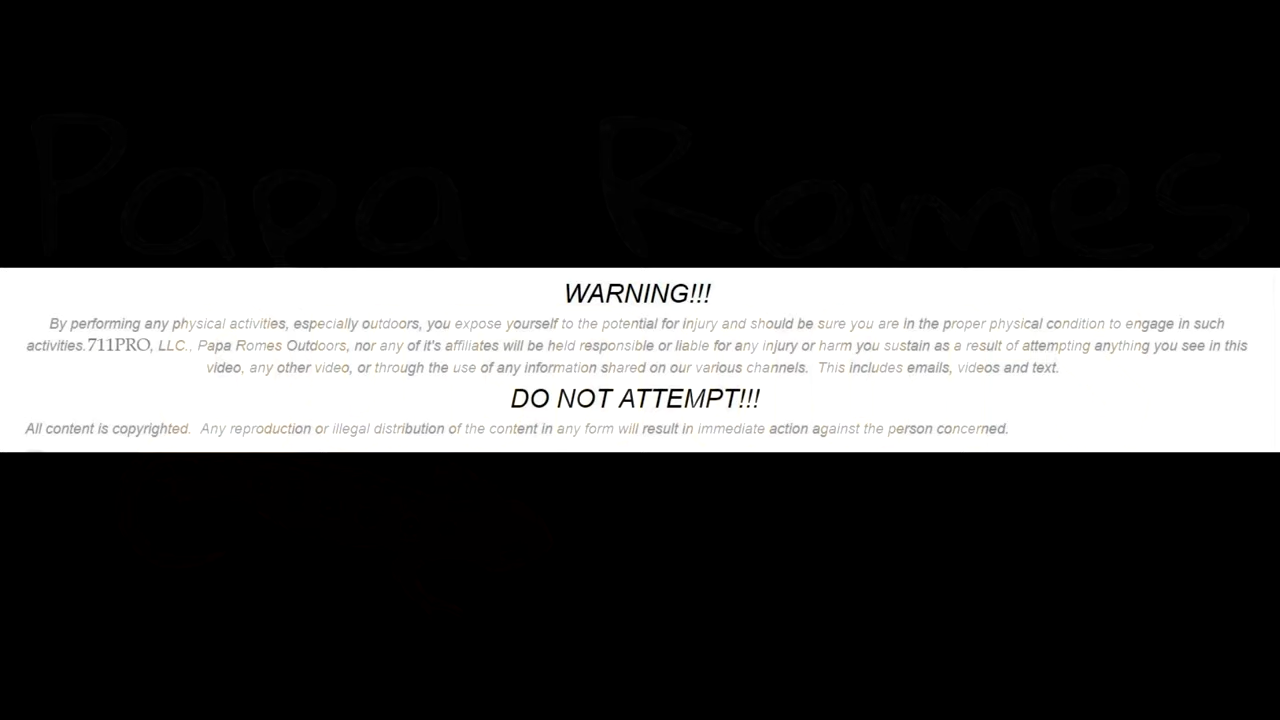 Papa Romes
WARNING!!!
By performing any physical activities, especially outdoors, you expose yourself to the potential for injury and should be sure you are in the proper physical condition to engage in such
activities.711PRO, LLC., Papa Romes Outdoors, nor any of it's affiliates will be held responsible or liable for any injury or harm you sustain as a result of attempting anything you see in this
video, any other video, or through the use of any information shared on our various channels.  This includes emails, videos and text.
DO NOT ATTEMPT!!!
All content is copyrighted.  Any reproduction or illegal distribution of the content in any form will result in immediate action against the person concerned.